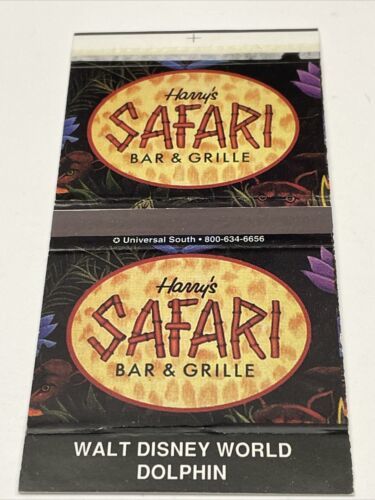 Harry's
SAFARI
BAR & GRILLE
© Universal South • 800-634-6656
Harry's
SAFARI
BAR & GRILLE
WALT DISNEY WORLD
DOLPHIN